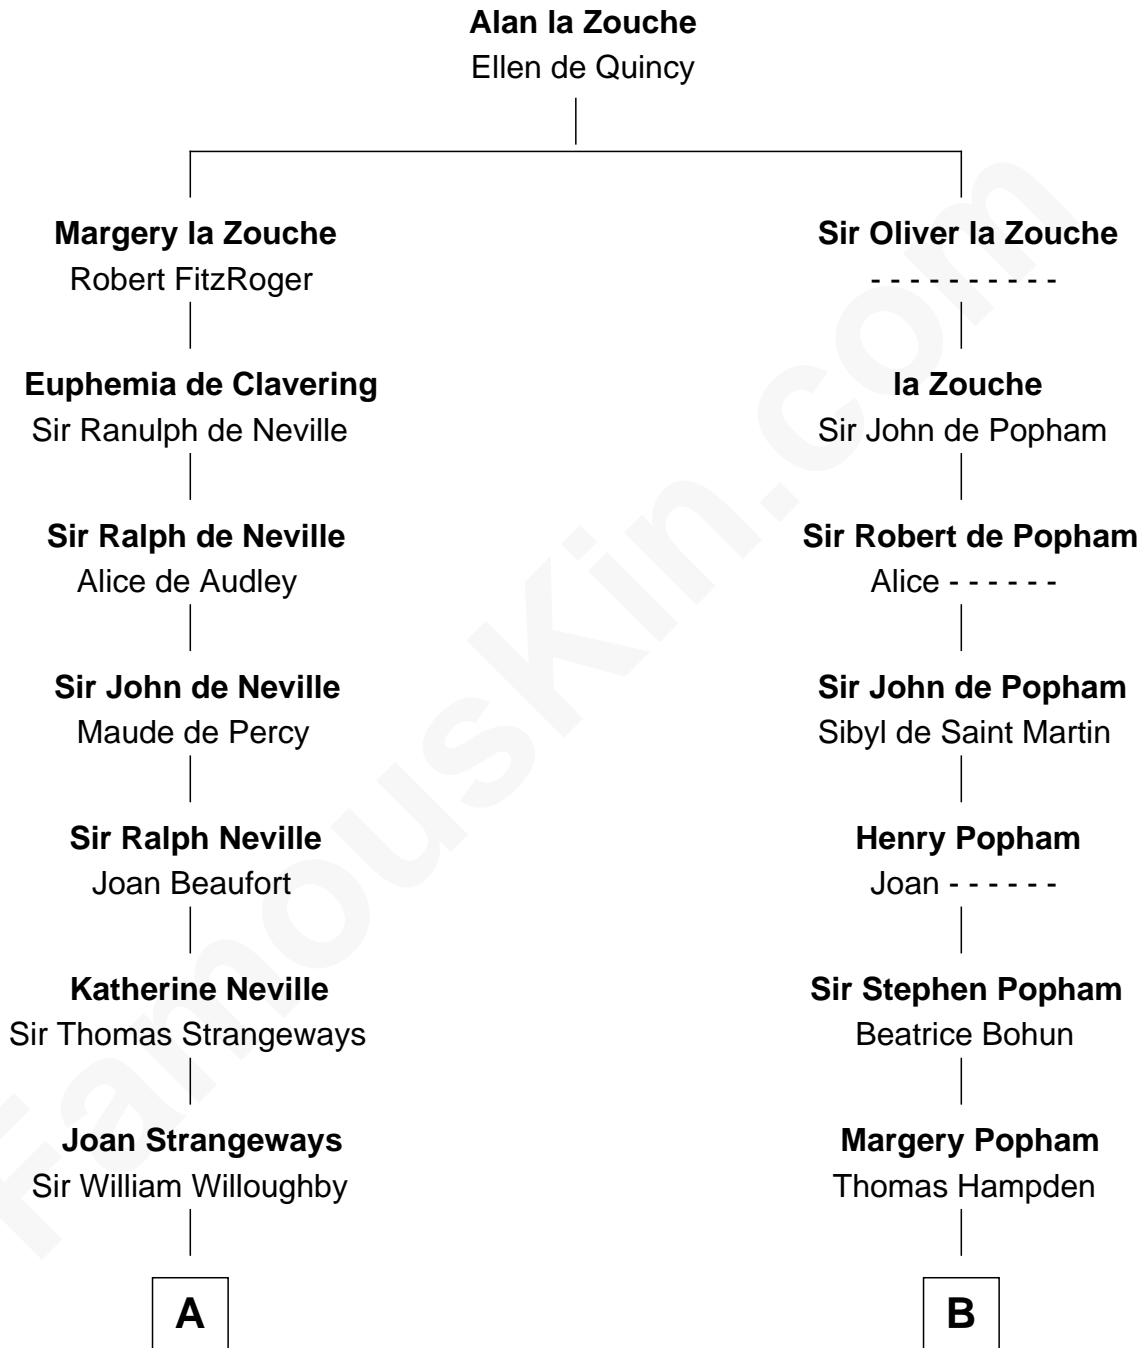 Alan la Zouche
Ellen de Quincy
Margery la Zouche
Robert FitzRoger
Euphemia de Clavering
Sir Ranulph de Neville
Sir Ralph de Neville
Alice de Audley
Sir John de Neville
Maude de Percy
Sir Ralph Neville
Joan Beaufort
Katherine Neville
Sir Thomas Strangeways
Joan Strangeways
Sir William Willoughby
A
Sir Oliver la Zouche
- - - - - - - - - -
la Zouche
Sir John de Popham
Sir Robert de Popham
Alice - - - - - -
Sir John de Popham
Sibyl de Saint Martin
Henry Popham
Joan - - - - - -
Sir Stephen Popham
Beatrice Bohun
Margery Popham
Thomas Hampden
B
FamousKin.com